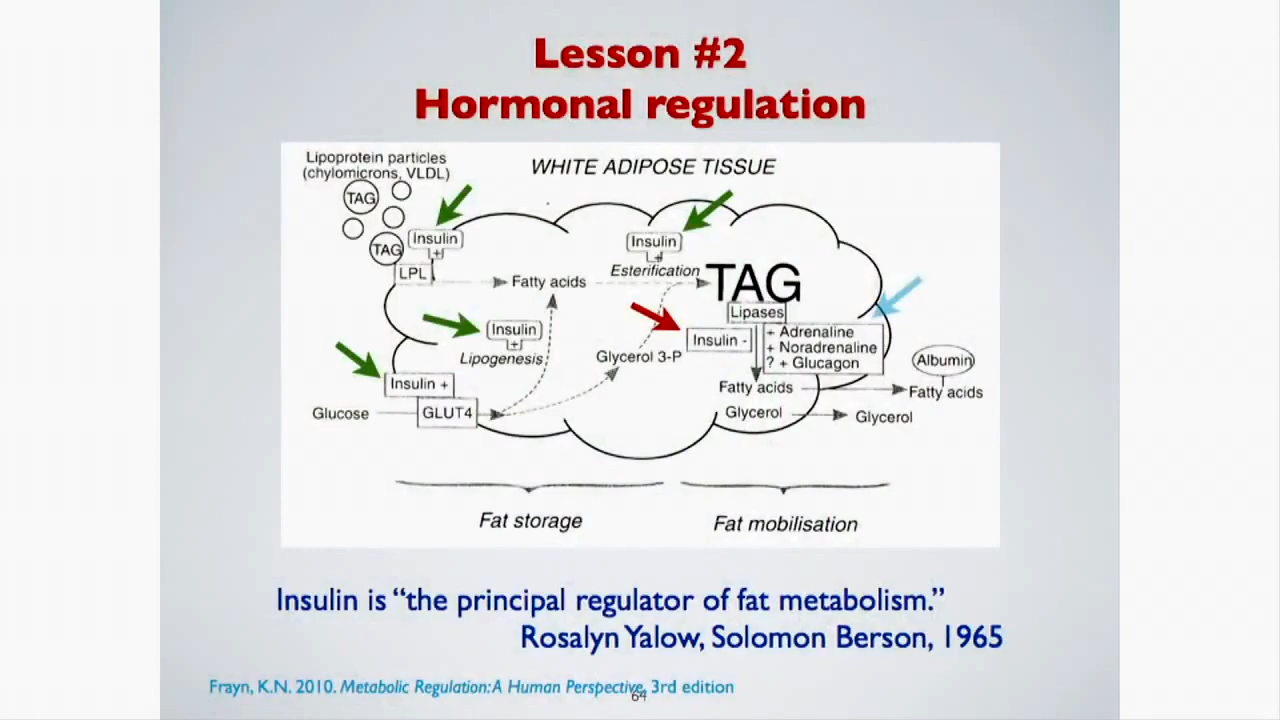 Lesson #2
Hormonal regulation
Lipoprotein particles
(chylomicrons, VLDL)
WHITE ADIPOSE TISSUE
TAG
TAG
Insulin
+
LPL
Fatty acids
Insulin
+
Esterification
TAG
Lipases
Insulin -
+ Adrenaline
+ Noradrenaline
? + Glucagon
Insulin
+
Lipogenesis
Glycerol 3-P
Albumin
Insulin +
Fatty acids
Fatty acids
Glucose
GLUT4
Glycerol
Glycerol
Fat storage
Fat mobilisation
Insulin is “the principal regulator of fat metabolism.”
Rosalyn Yalow, Solomon Berson, 1965
Frayn, K.N. 2010. Metabolic Regulation: A Human Perspective, 3rd edition
64